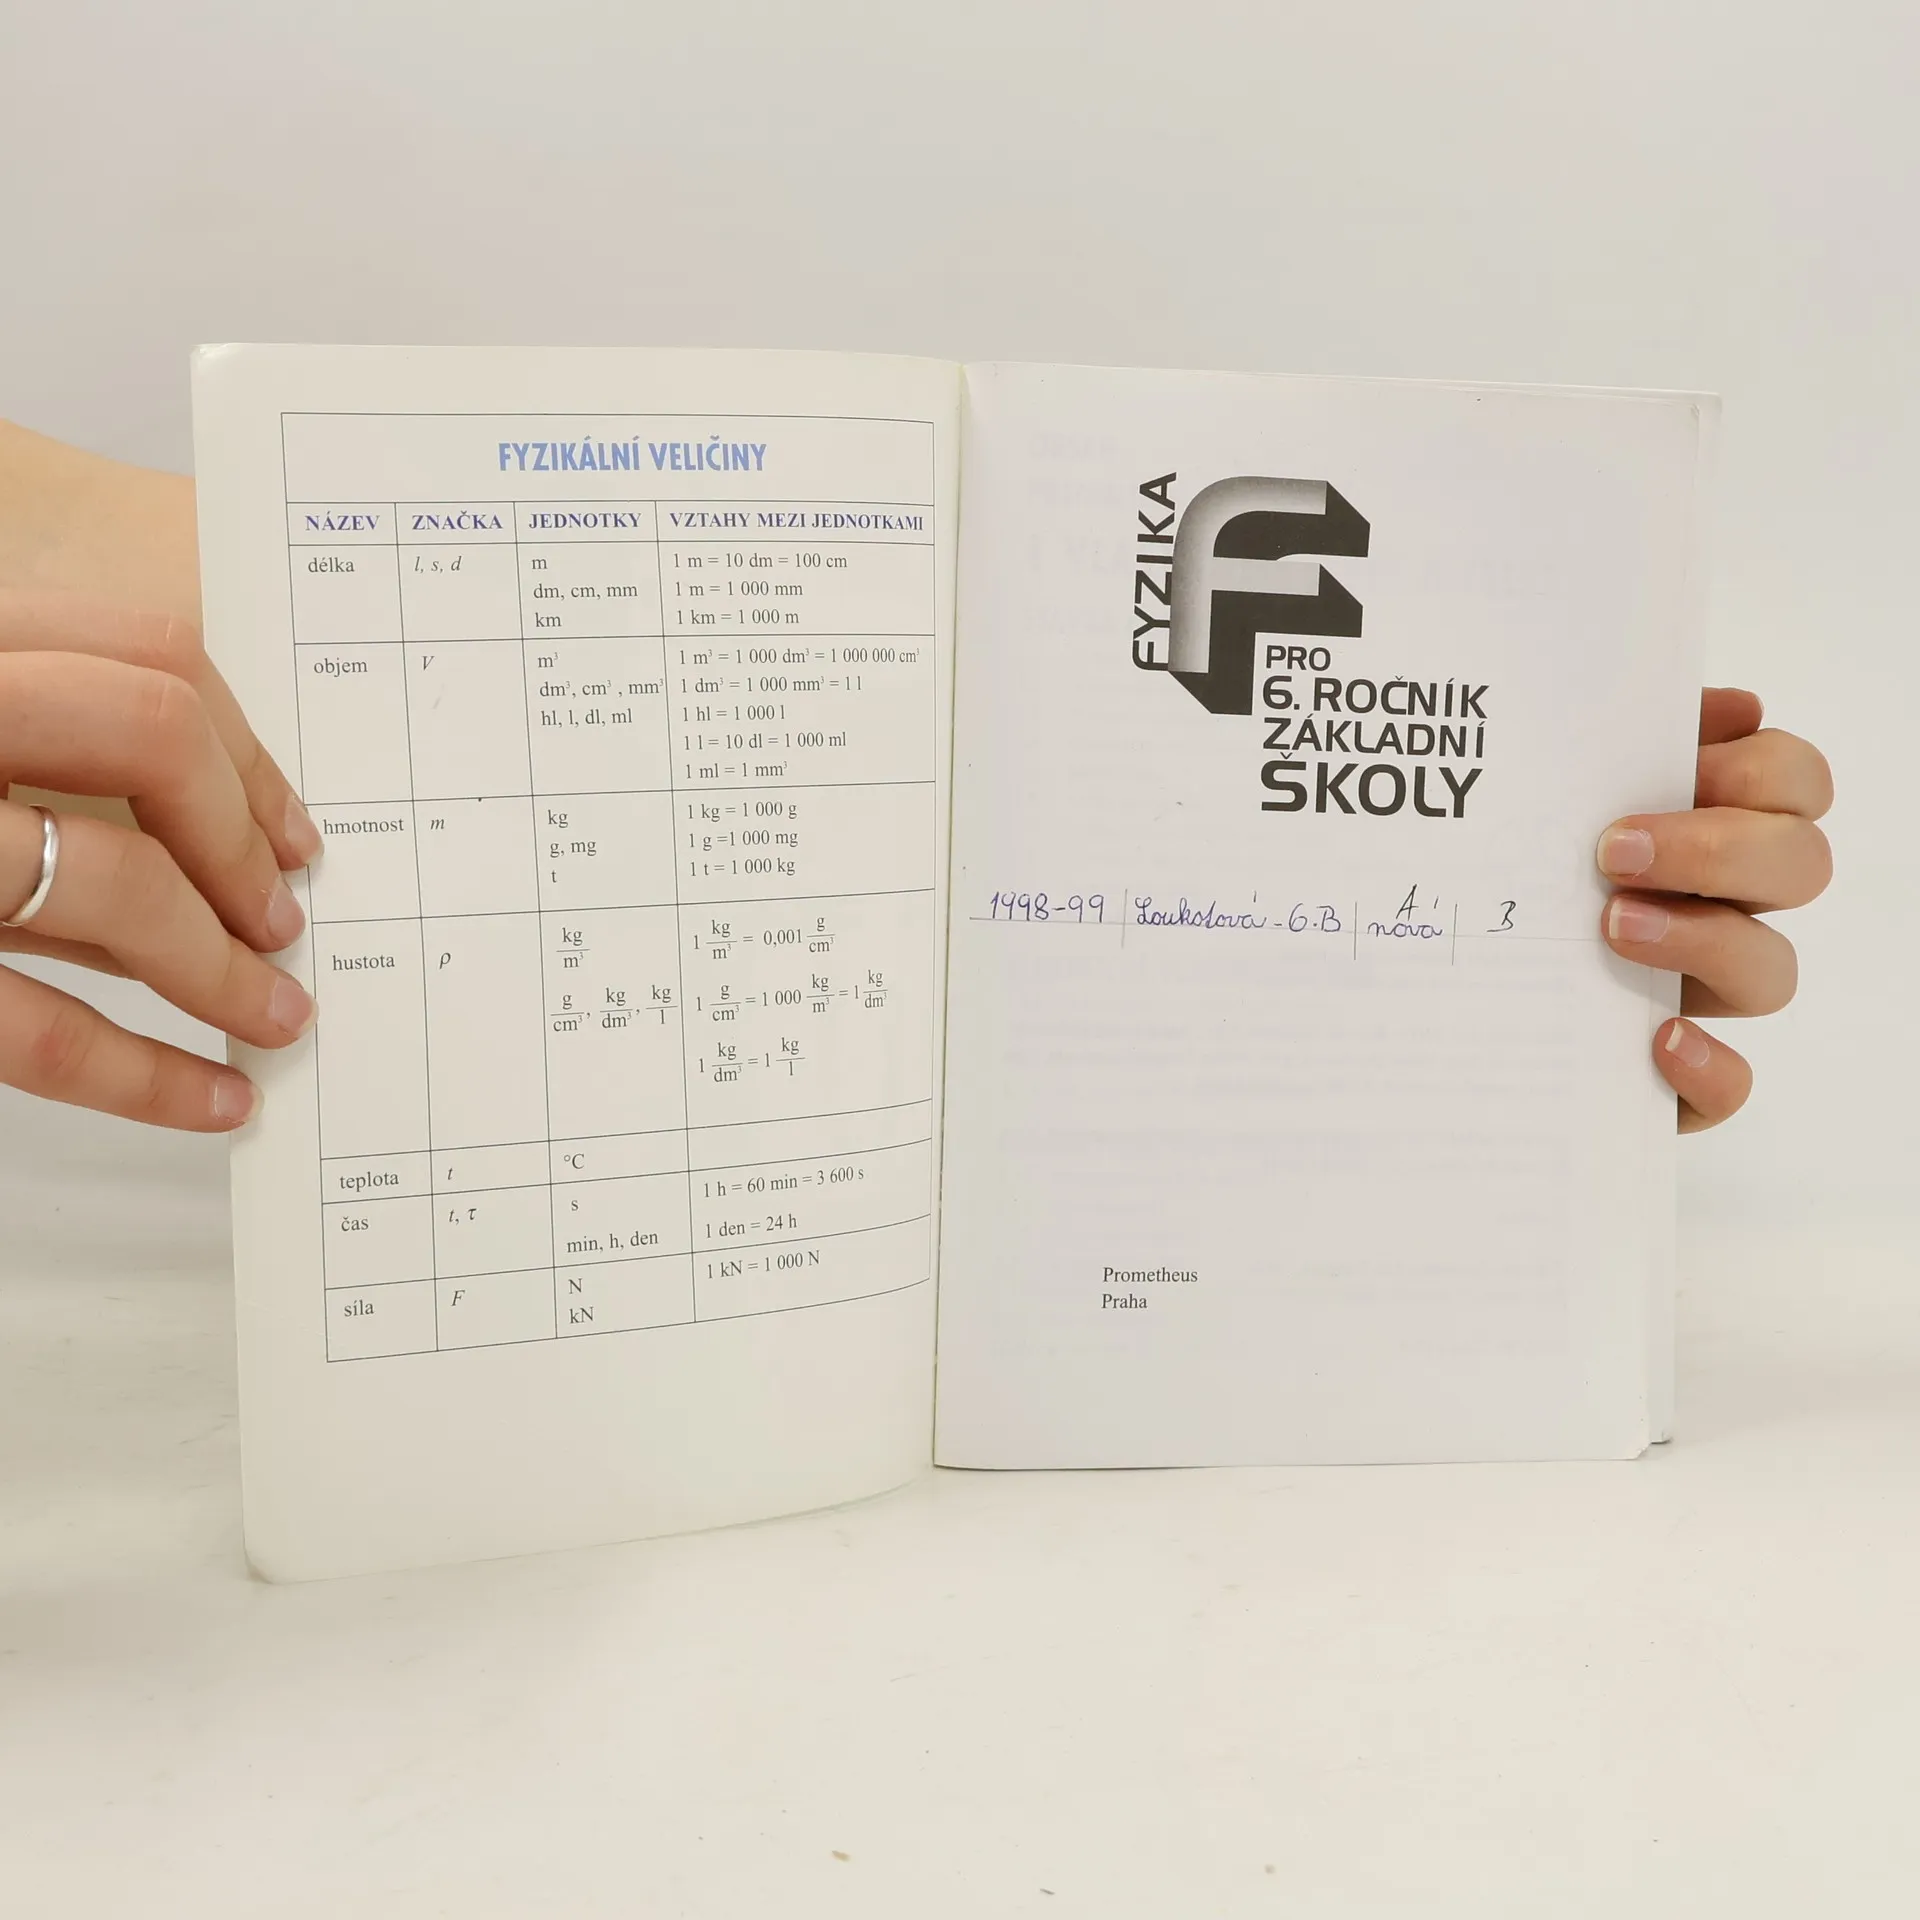 FYZIKÁLNÍ VELIČINY
NÁZEV ZNAČKA JEDNOTKY VZTAHY MEZI JEDNOTKAMI
délka l, s, d m 1 m = 10 dm = 100 cm
dm, cm, mm 1 m = 1 000 mm
km 1 km = 1 000 m
objem V m³ 1 m³ = 1 000 dm³ = 1 000 000 cm³
dm³, cm³ , mm³ 1 dm³ = 1 000 mm³ = 1 l
hl, l, dl, ml 1 hl = 1000 l
1 l = 10 dl = 1 000 ml
1 ml = 1 mm³
hmotnost m kg 1 kg = 1 000 g
g, mg 1 g =1 000 mg
t 1 t = 1 000 kg
hustota ρ kg/m³ 1 kg/m³ = 0,001 g/cm³
g/cm³, kg/dm³, kg/l 1 g/cm³ = 1 000 kg/m³ = 1 kg/dm³
1 kg/dm³ = 1 kg/l
teplota t °C
čas t, τ s 1 h = 60 min = 3 600 s
min, h, den 1 den = 24 h
síla F N 1 kN = 1 000 N
kN
FYZIKA
F
PRO
6. ROČNÍK
ZÁKLADNÍ
ŠKOLY
1998-99 Loukotová - 6.B A' nová B
Prometheus
Praha